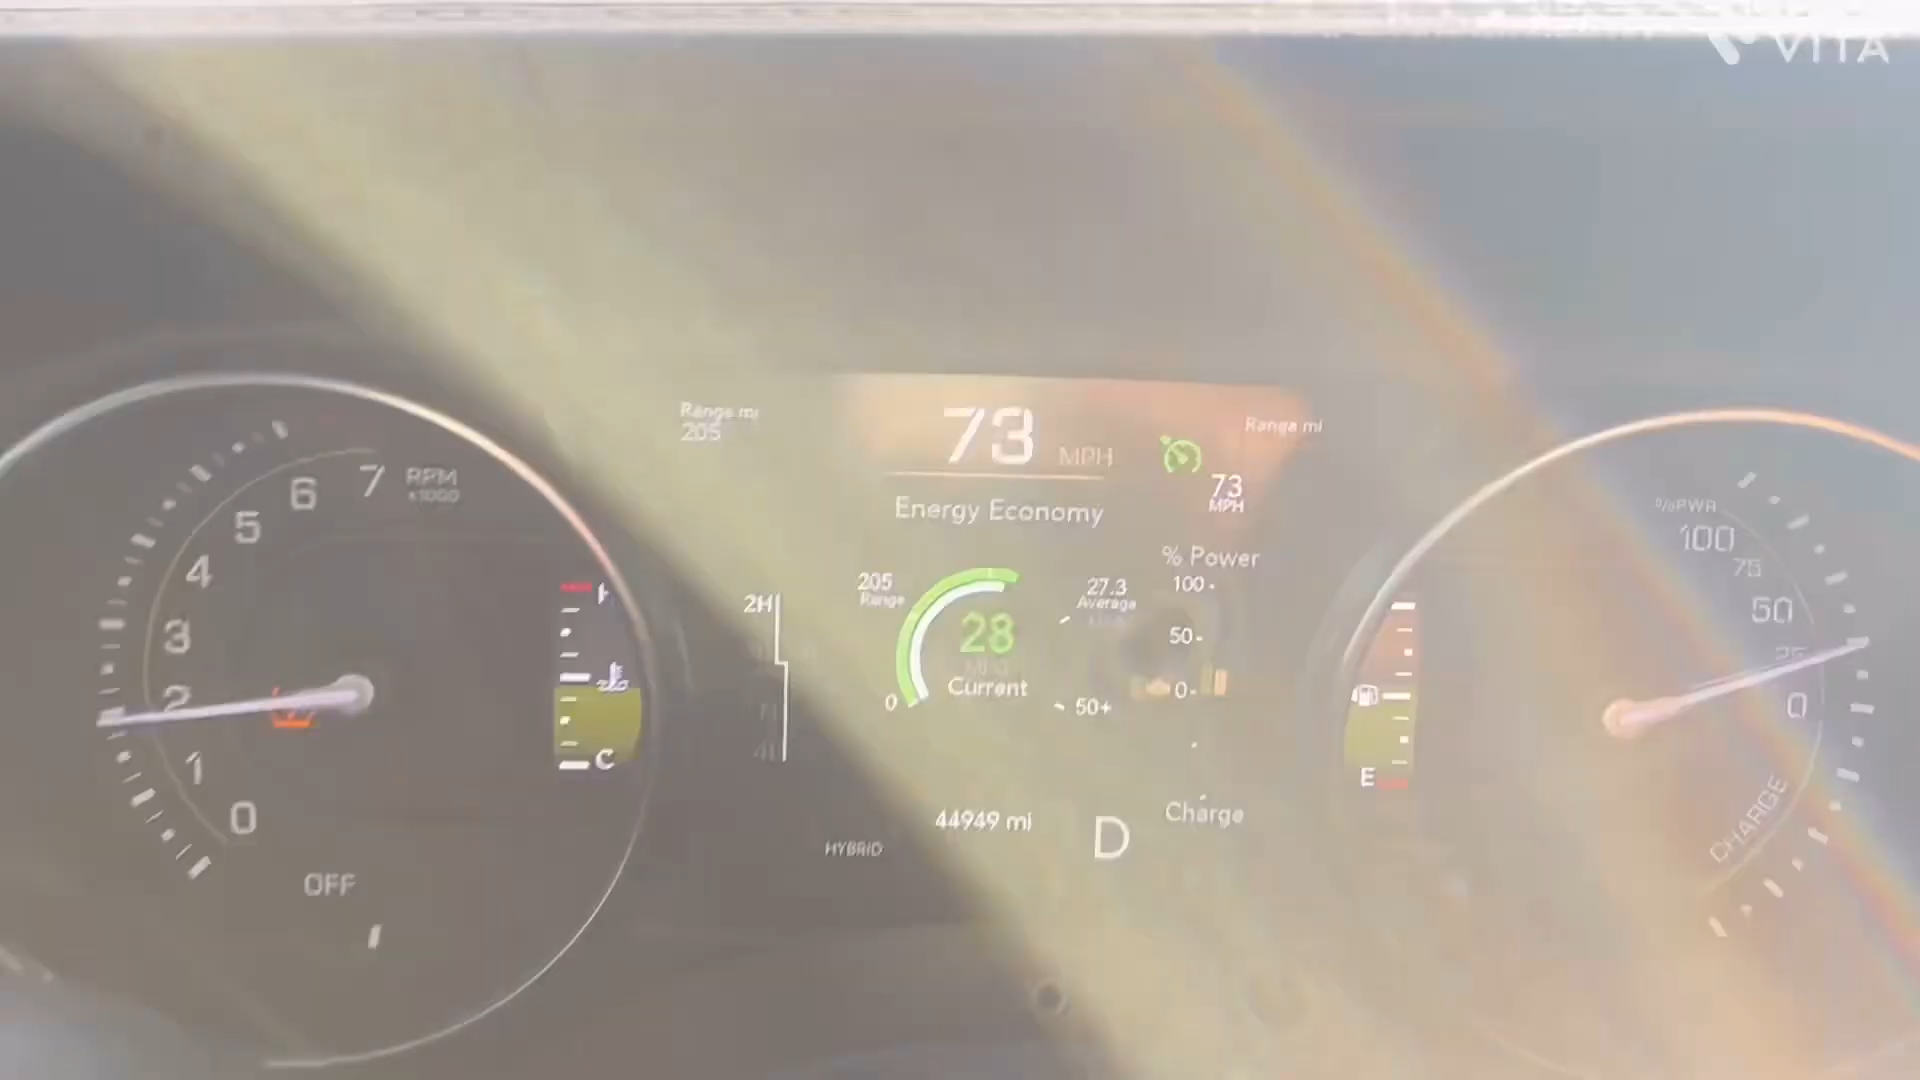 VITA
Range mi
205
73 MPH
Range mi
73
MPH
Energy Economy
7 RPM
x1000
6
5
4
3
2
1
0
OFF
% Power
100
50
0
Charge
205
Range
27.3
Average
28
Current
0
50+
2H
C
44949 mi
D
HYBRID
%PWR
100
75
50
25
0
CHARGE
E